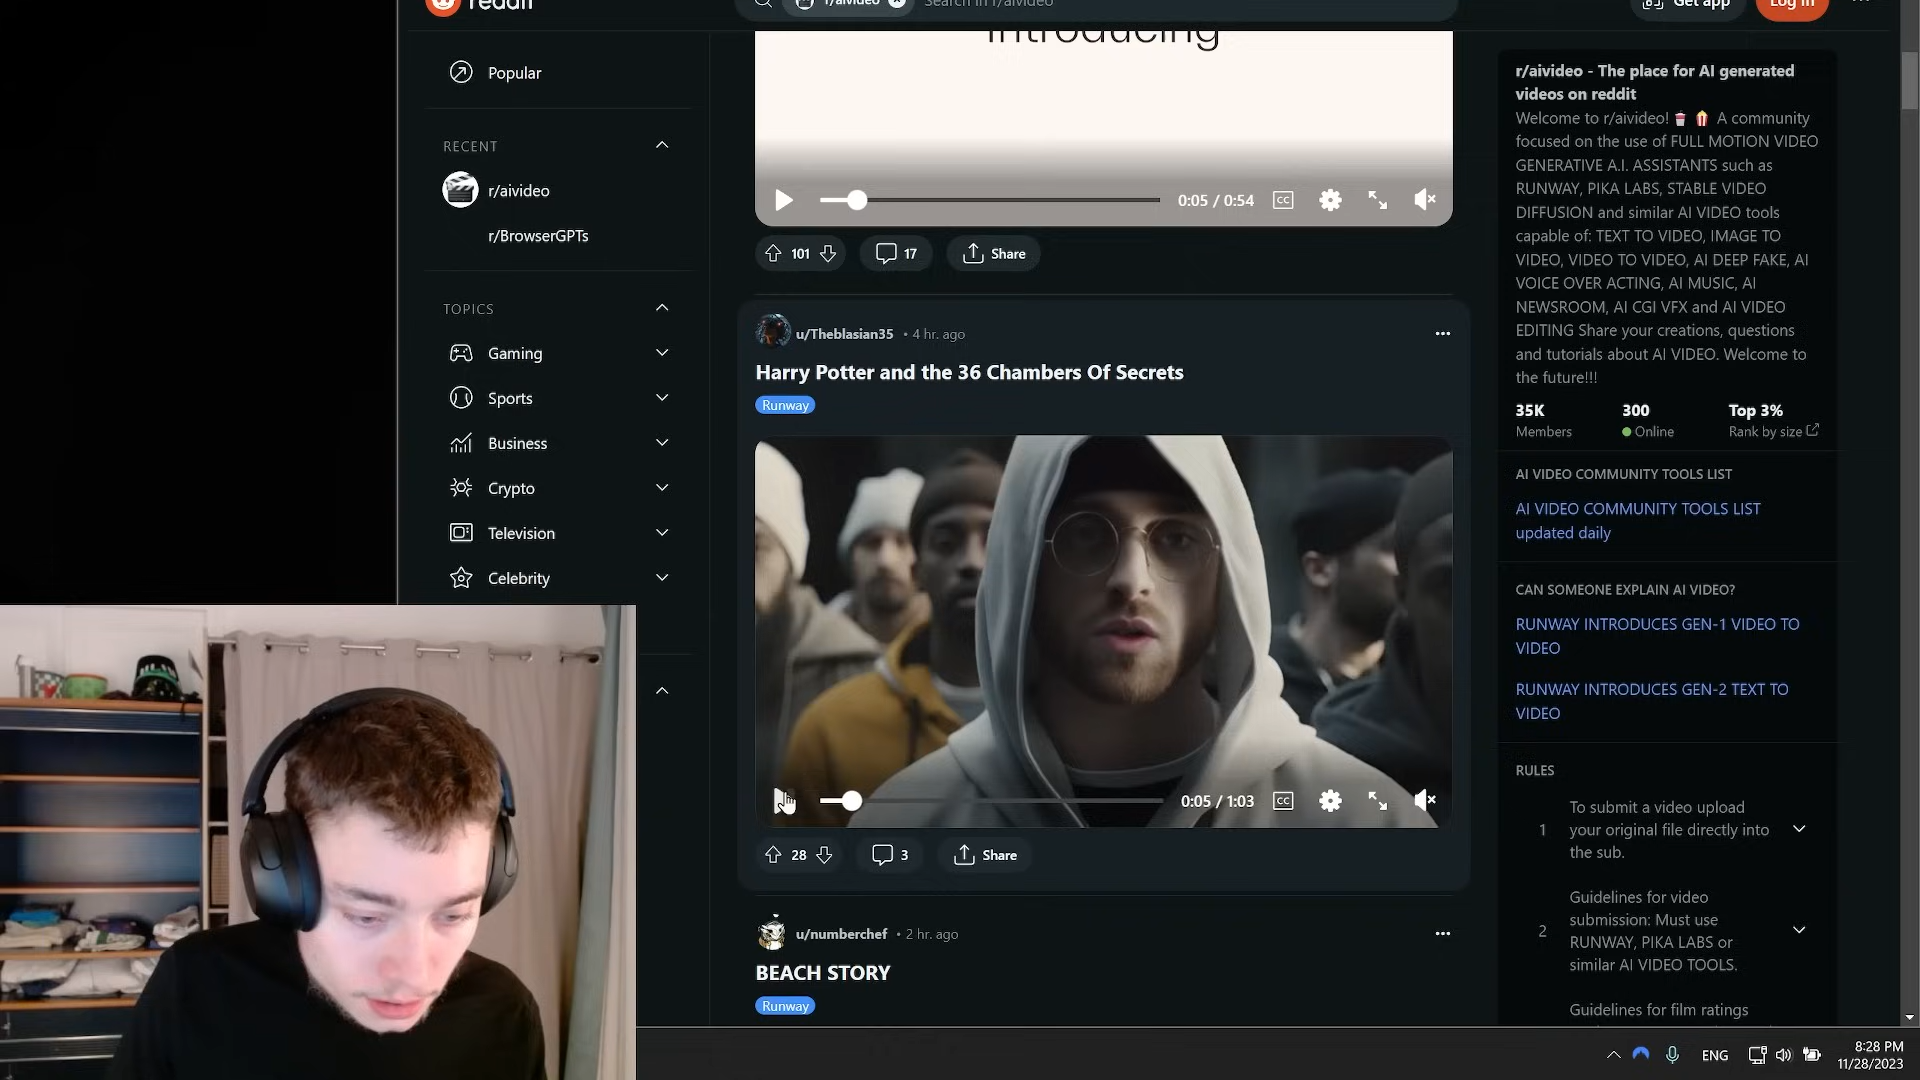 reddit
r/aivideo
Search in r/aivideo
Get app
Log in
Popular
RECENT
r/aivideo
r/BrowserGPTs
TOPICS
Gaming
Sports
Business
Crypto
Television
Celebrity
Introducing
0:05 / 0:54
CC
101
17
Share
u/Theblasian35 • 4 hr. ago
Harry Potter and the 36 Chambers Of Secrets
Runway
0:05 / 1:03
CC
28
3
Share
u/numberchef • 2 hr. ago
BEACH STORY
Runway
r/aivideo - The place for AI generated
videos on reddit
Welcome to r/aivideo! 🥤 🍿 A community
focused on the use of FULL MOTION VIDEO
GENERATIVE A.I. ASSISTANTS such as
RUNWAY, PIKA LABS, STABLE VIDEO
DIFFUSION and similar AI VIDEO tools
capable of: TEXT TO VIDEO, IMAGE TO
VIDEO, VIDEO TO VIDEO, AI DEEP FAKE, AI
VOICE OVER ACTING, AI MUSIC, AI
NEWSROOM, AI CGI VFX and AI VIDEO
EDITING Share your creations, questions
and tutorials about AI VIDEO. Welcome to
the future!!!
35K 300 Top 3%
Members Online Rank by size
AI VIDEO COMMUNITY TOOLS LIST
AI VIDEO COMMUNITY TOOLS LIST
updated daily
CAN SOMEONE EXPLAIN AI VIDEO?
RUNWAY INTRODUCES GEN-1 VIDEO TO
VIDEO
RUNWAY INTRODUCES GEN-2 TEXT TO
VIDEO
RULES
1 To submit a video upload
your original file directly into
the sub.
2 Guidelines for video
submission: Must use
RUNWAY, PIKA LABS or
similar AI VIDEO TOOLS.
Guidelines for film ratings
ENG
8:28 PM
11/28/2023